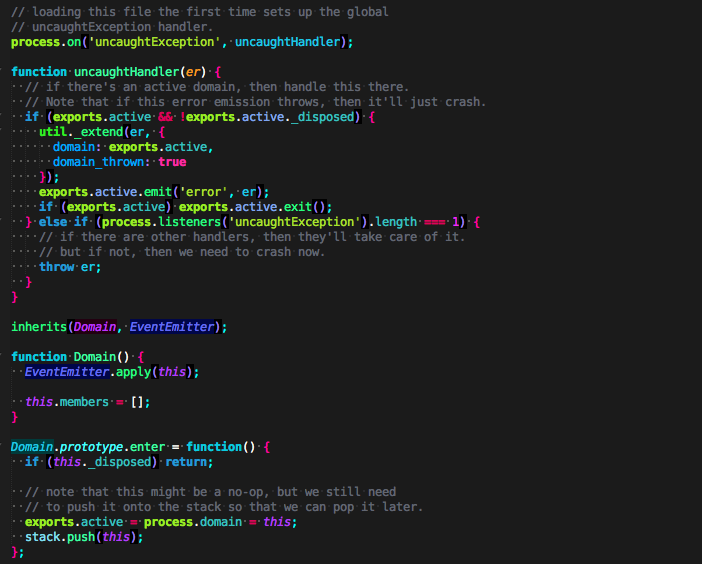 // loading this file the first time sets up the global
// uncaughtException handler.
process.on('uncaughtException', uncaughtHandler);

function uncaughtHandler(er) {
  // if there's an active domain, then handle this there.
  // Note that if this error emission throws, then it'll just crash.
  if (exports.active && !exports.active._disposed) {
    util._extend(er, {
      domain: exports.active,
      domain_thrown: true
    });
    exports.active.emit('error', er);
    if (exports.active) exports.active.exit();
  } else if (process.listeners('uncaughtException').length === 1) {
    // if there are other handlers, then they'll take care of it.
    // but if not, then we need to crash now.
    throw er;
  }
}

inherits(Domain, EventEmitter);

function Domain() {
  EventEmitter.apply(this);

  this.members = [];
}

Domain.prototype.enter = function() {
  if (this._disposed) return;

  // note that this might be a no-op, but we still need
  // to push it onto the stack so that we can pop it later.
  exports.active = process.domain = this;
  stack.push(this);
};